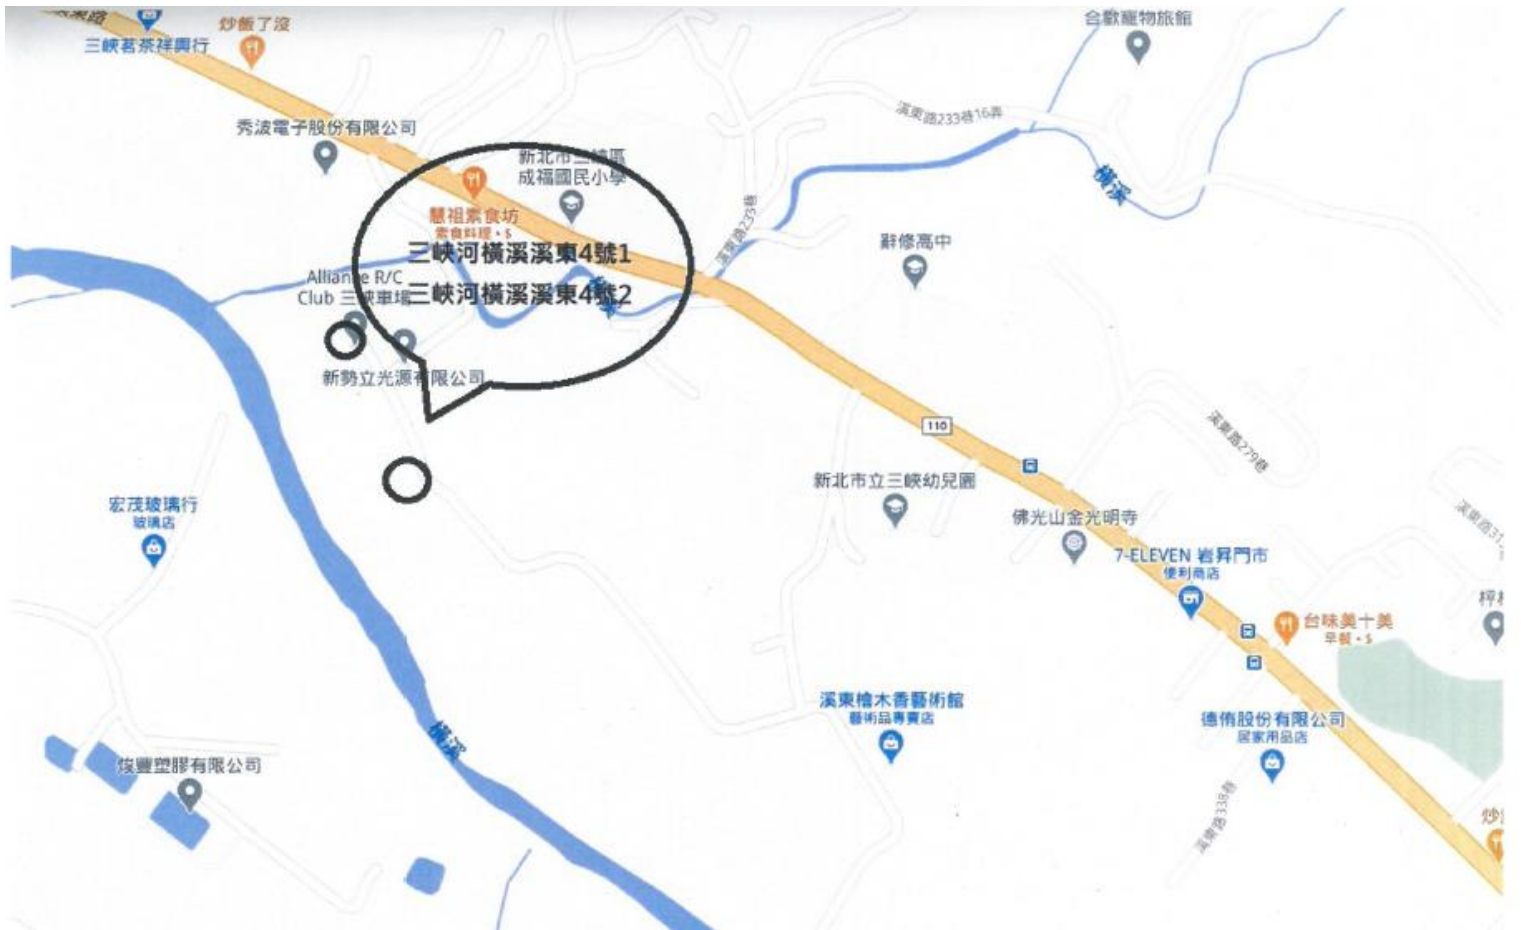 三峽茗茶祥興行
炒飯了沒
合歡寵物旅館
秀波電子股份有限公司
溪東路233巷16弄
新北市三峽區
成福國民小學
橫溪
慧祖素食坊
素食料理・$
溪東路233巷
辭修高中
三峽河橫溪溪東4號1
Alliance R/C
Club 三峽車場
三峽河橫溪溪東4號2
新勢立光源有限公司
110
溪東路279巷
新北市立三峽幼兒園
宏茂玻璃行
玻璃店
佛光山金光明寺
7-ELEVEN 岩昇門市
便利商店
台味美十美
早餐・$
溪東檜木香藝術館
藝術品專賣店
德侑股份有限公司
居家用品店
橫溪
焌豐塑膠有限公司
溪東路338巷